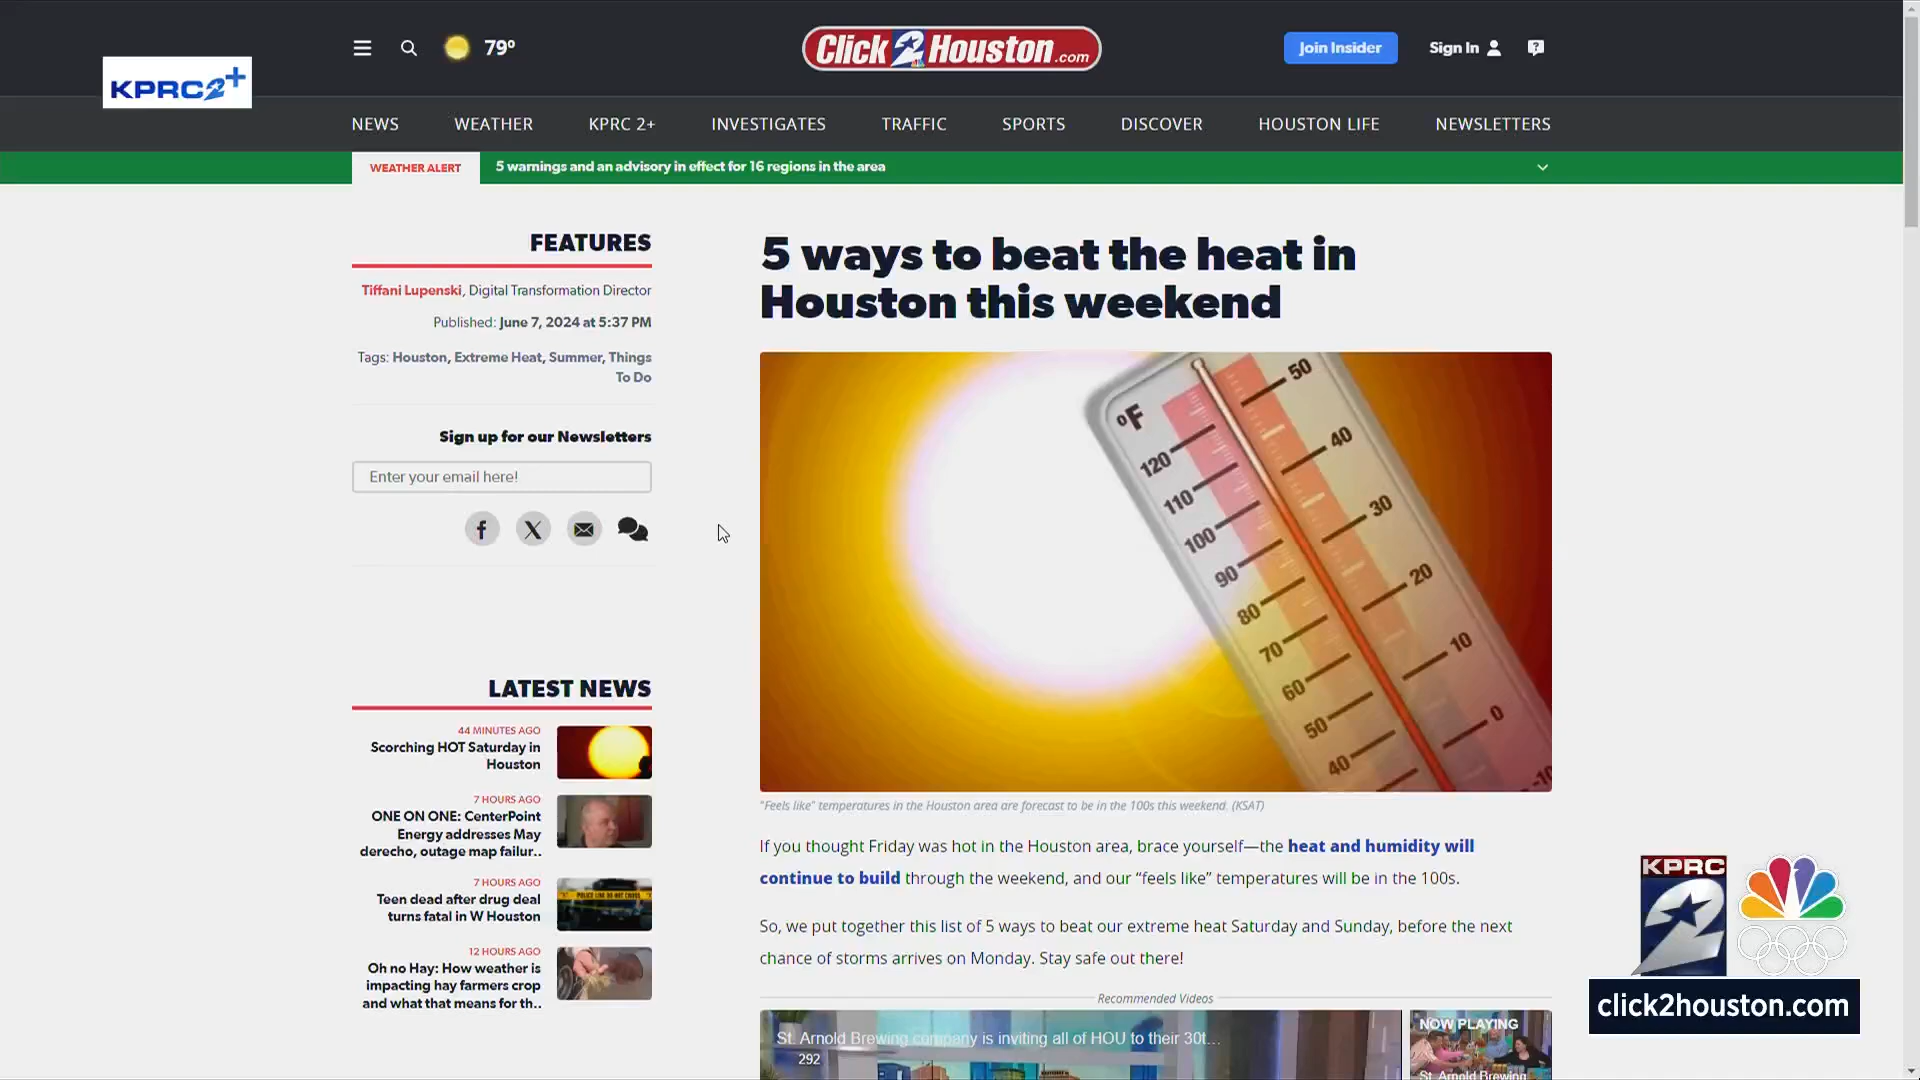 79°
Click2Houston.com
Join Insider
Sign In
KPRC2+
NEWS
WEATHER
KPRC 2+
INVESTIGATES
TRAFFIC
SPORTS
DISCOVER
HOUSTON LIFE
NEWSLETTERS
WEATHER ALERT
5 warnings and an advisory in effect for 16 regions in the area
FEATURES
Tiffani Lupenski, Digital Transformation Director
Published: June 7, 2024 at 5:37 PM
Tags: Houston, Extreme Heat, Summer, Things
To Do
Sign up for our Newsletters
Enter your email here!
LATEST NEWS
44 MINUTES AGO
Scorching HOT Saturday in
Houston
7 HOURS AGO
ONE ON ONE: CenterPoint
Energy addresses May
derecho, outage map failur..
7 HOURS AGO
Teen dead after drug deal
turns fatal in W Houston
12 HOURS AGO
Oh no Hay: How weather is
impacting hay farmers crop
and what that means for th..
5 ways to beat the heat in
Houston this weekend
°F
120
110
100
90
80
70
60
50
40
50
40
30
20
10
0
-10
"Feels like" temperatures in the Houston area are forecast to be in the 100s this weekend. (KSAT)
If you thought Friday was hot in the Houston area, brace yourself—the heat and humidity will
continue to build through the weekend, and our “feels like” temperatures will be in the 100s.
So, we put together this list of 5 ways to beat our extreme heat Saturday and Sunday, before the next
chance of storms arrives on Monday. Stay safe out there!
Recommended Videos
St. Arnold Brewing company is inviting all of HOU to their 30t...
292
NOW PLAYING
St. Arnold Brewing
KPRC
2
click2houston.com